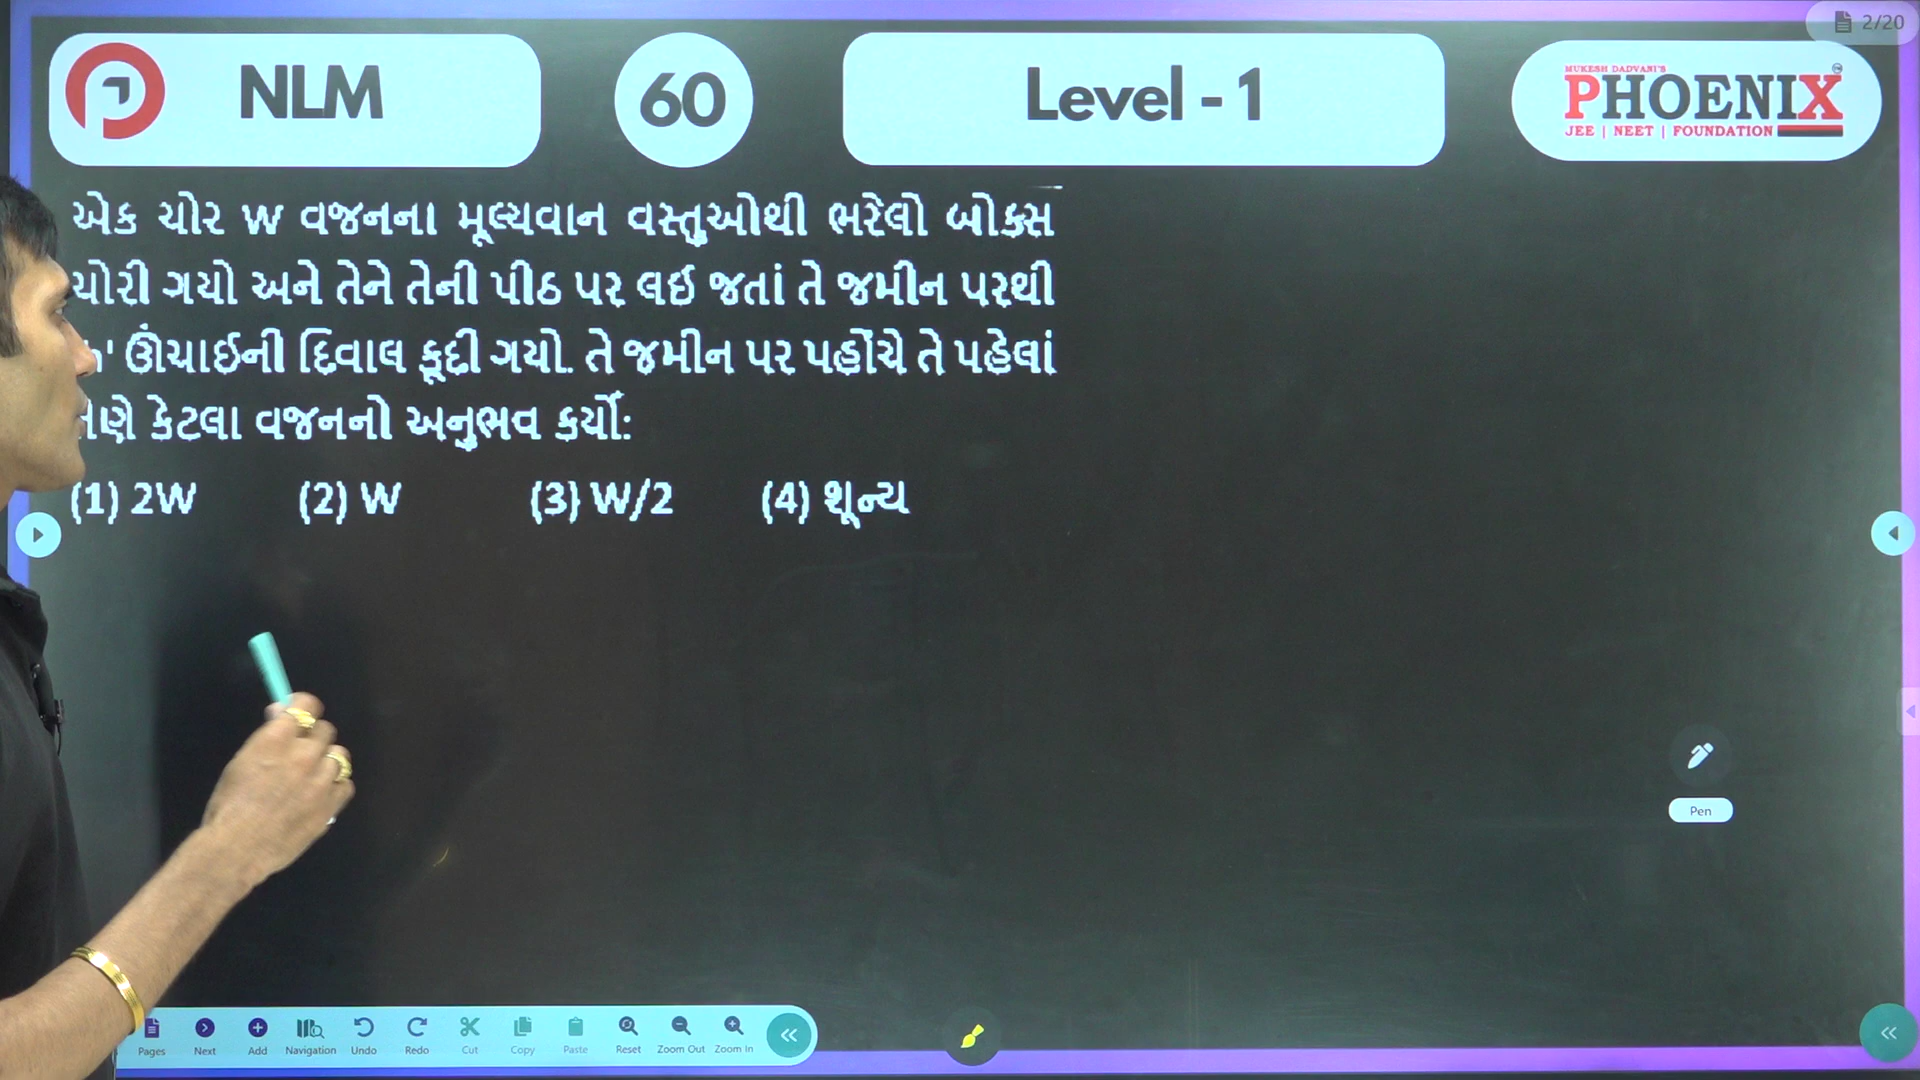 2/20
NLM
60
Level - 1
MUKESH DADVANI'S
PHOENIX
JEE | NEET | FOUNDATION
એક ચોર W વજનના મૂલ્યવાન વસ્તુઓથી ભરેલો બોક્સ
ચોરી ગયો અને તેને તેની પીઠ પર લઈ જતાં તે જમીન પરથી
ઊંચાઈની દિવાલ કૂદી ગયો. તે જમીન પર પહોંચે તે પહેલાં
કેટલા વજનનો અનુભવ કર્યો:
(1) 2W (2) W (3) W/2 (4) શૂન્ય
Pen
Pages Next Add Navigation Undo Redo Cut Copy Paste Reset Zoom Out Zoom In